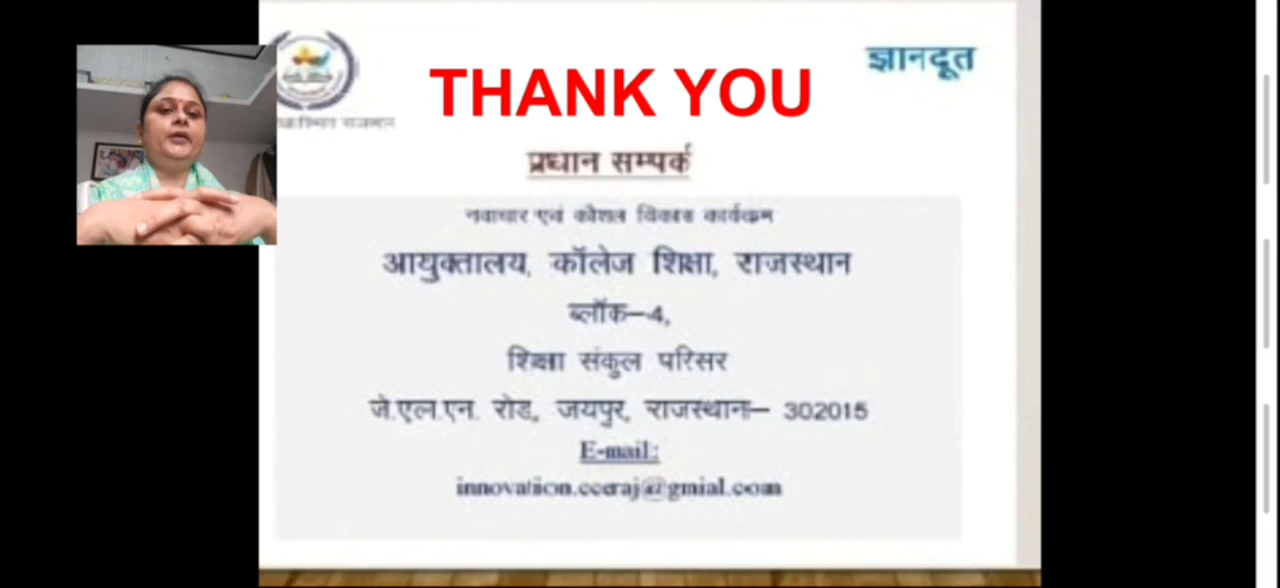 ज्ञानदूत
THANK YOU
प्रधान सम्पर्क
नवाचार एवं कौशल विकास कार्यक्रम
आयुक्तालय, कॉलेज शिक्षा, राजस्थान
ब्लॉक–4,
शिक्षा संकुल परिसर
जे.एल.एन. रोड, जयपुर, राजस्थान– 302015
E-mail:
innovation.cceraj@gmial.com